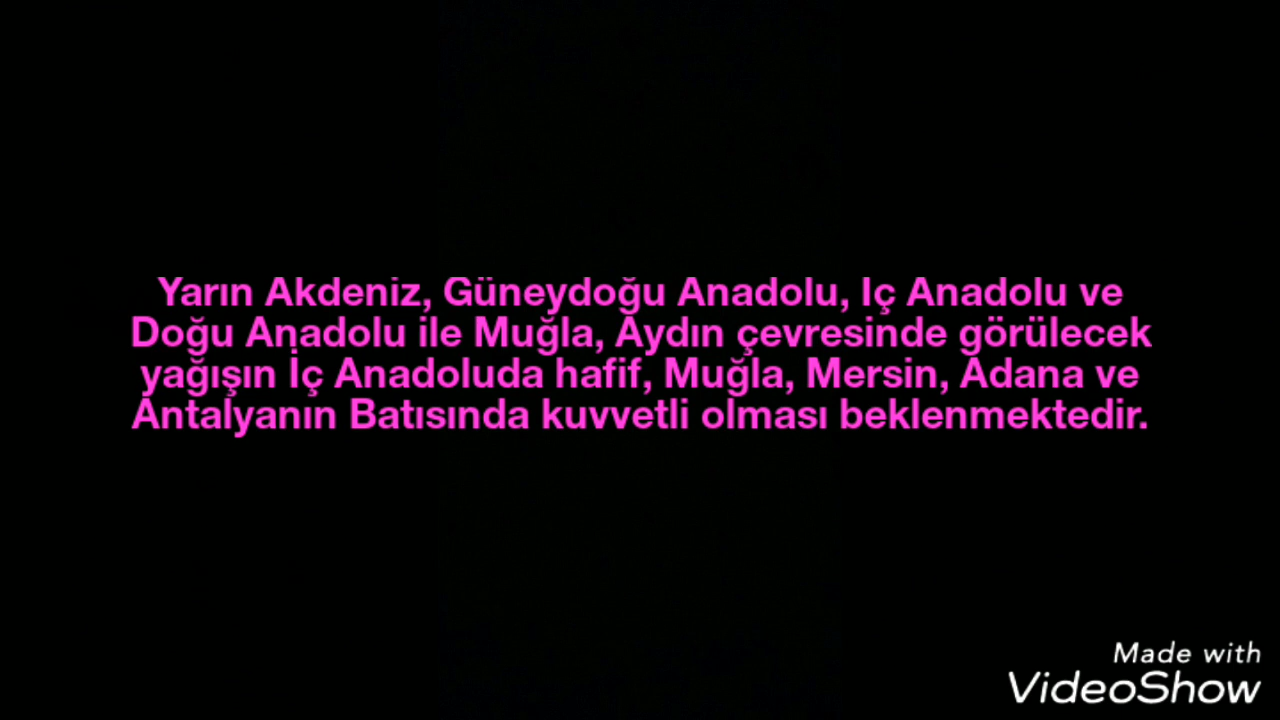 Yarın Akdeniz, Güneydoğu Anadolu, Iç Anadolu ve
Doğu Anadolu ile Muğla, Aydın çevresinde görülecek
yağışın İç Anadoluda hafif, Muğla, Mersin, Adana ve
Antalyanın Batısında kuvvetli olması beklenmektedir.
Made with
VideoShow